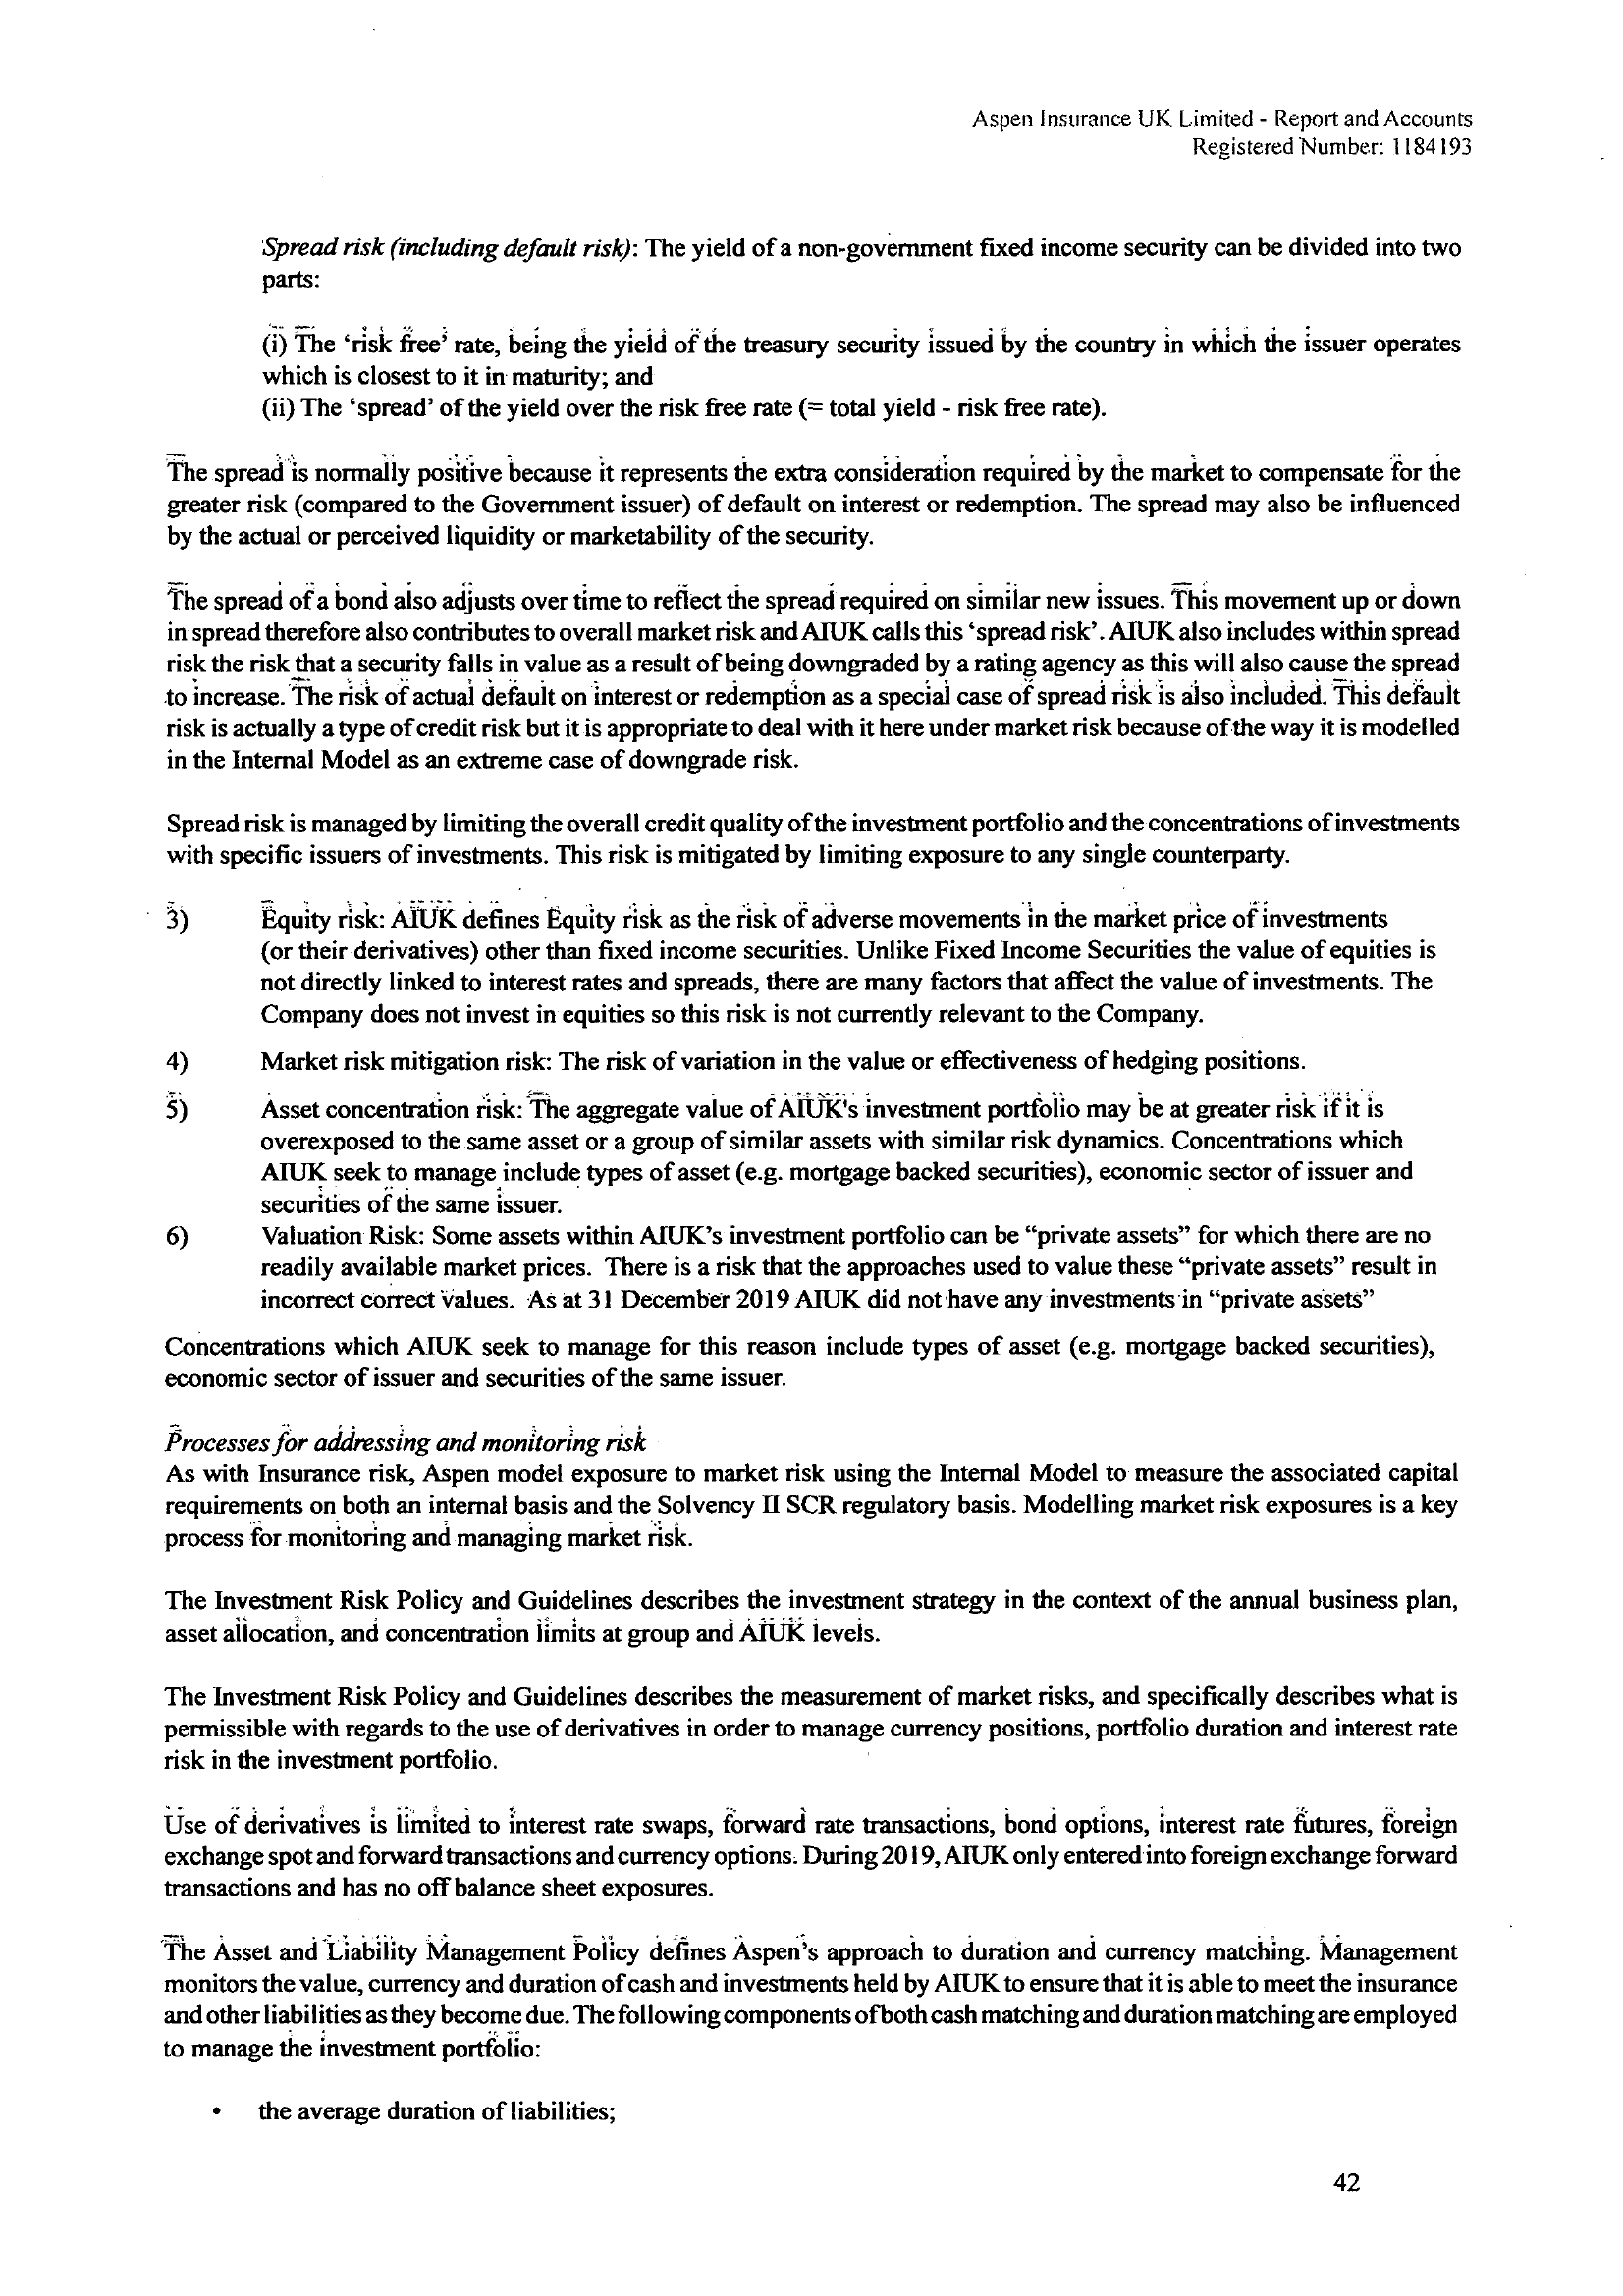 Aspen Insurance UK Limited - Report and Accounts
Registered Number: 1184193
Spread risk (including default risk): The yield of a non-government fixed income security can be divided into two
parts:
(i) The ‘risk free’ rate, being the yield of the treasury security issued by the country in which the issuer operates
which is closest to it in maturity; and
(ii) The ‘spread’ of the yield over the risk free rate (= total yield - risk free rate).
The spread is normally positive because it represents the extra consideration required by the market to compensate for the
greater risk (compared to the Government issuer) of default on interest or redemption. The spread may also be influenced
by the actual or perceived liquidity or marketability of the security.
The spread of a bond also adjusts over time to reflect the spread required on similar new issues. This movement up or down
in spread therefore also contributes to overall market risk and AIUK calls this ‘spread risk’. AIUK also includes within spread
risk the risk that a security falls in value as a result of being downgraded by a rating agency as this will also cause the spread
to increase. The risk of actual default on interest or redemption as a special case of spread risk is also included. This default
risk is actually a type of credit risk but it is appropriate to deal with it here under market risk because of the way it is modelled
in the Internal Model as an extreme case of downgrade risk.
Spread risk is managed by limiting the overall credit quality of the investment portfolio and the concentrations of investments
with specific issuers of investments. This risk is mitigated by limiting exposure to any single counterparty.
3) Equity risk: AIUK defines Equity risk as the risk of adverse movements in the market price of investments
(or their derivatives) other than fixed income securities. Unlike Fixed Income Securities the value of equities is
not directly linked to interest rates and spreads, there are many factors that affect the value of investments. The
Company does not invest in equities so this risk is not currently relevant to the Company.
4) Market risk mitigation risk: The risk of variation in the value or effectiveness of hedging positions.
5) Asset concentration risk: The aggregate value of AIUK's investment portfolio may be at greater risk if it is
overexposed to the same asset or a group of similar assets with similar risk dynamics. Concentrations which
AIUK seek to manage include types of asset (e.g. mortgage backed securities), economic sector of issuer and
securities of the same issuer.
6) Valuation Risk: Some assets within AIUK’s investment portfolio can be “private assets” for which there are no
readily available market prices. There is a risk that the approaches used to value these “private assets” result in
incorrect correct values. As at 31 December 2019 AIUK did not have any investments in “private assets”
Concentrations which AIUK seek to manage for this reason include types of asset (e.g. mortgage backed securities),
economic sector of issuer and securities of the same issuer.
Processes for addressing and monitoring risk
As with Insurance risk, Aspen model exposure to market risk using the Internal Model to measure the associated capital
requirements on both an internal basis and the Solvency II SCR regulatory basis. Modelling market risk exposures is a key
process for monitoring and managing market risk.
The Investment Risk Policy and Guidelines describes the investment strategy in the context of the annual business plan,
asset allocation, and concentration limits at group and AIUK levels.
The Investment Risk Policy and Guidelines describes the measurement of market risks, and specifically describes what is
permissible with regards to the use of derivatives in order to manage currency positions, portfolio duration and interest rate
risk in the investment portfolio.
Use of derivatives is limited to interest rate swaps, forward rate transactions, bond options, interest rate futures, foreign
exchange spot and forward transactions and currency options. During 2019, AIUK only entered into foreign exchange forward
transactions and has no off balance sheet exposures.
The Asset and Liability Management Policy defines Aspen’s approach to duration and currency matching. Management
monitors the value, currency and duration of cash and investments held by AIUK to ensure that it is able to meet the insurance
and other liabilities as they become due. The following components of both cash matching and duration matching are employed
to manage the investment portfolio:
• the average duration of liabilities;
42